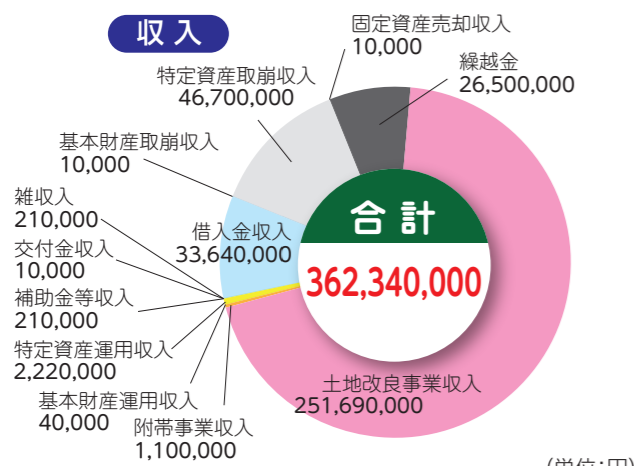 収入
固定資産売却収入
10,000
繰越金
26,500,000
特定資産取崩収入
46,700,000
基本財産取崩収入
10,000
雑収入
210,000
交付金収入
10,000
補助金等収入
210,000
特定資産運用収入
2,220,000
基本財産運用収入
40,000
附帯事業収入
1,100,000
借入金収入
33,640,000
合計
362,340,000
土地改良事業収入
251,690,000
(単位:円)